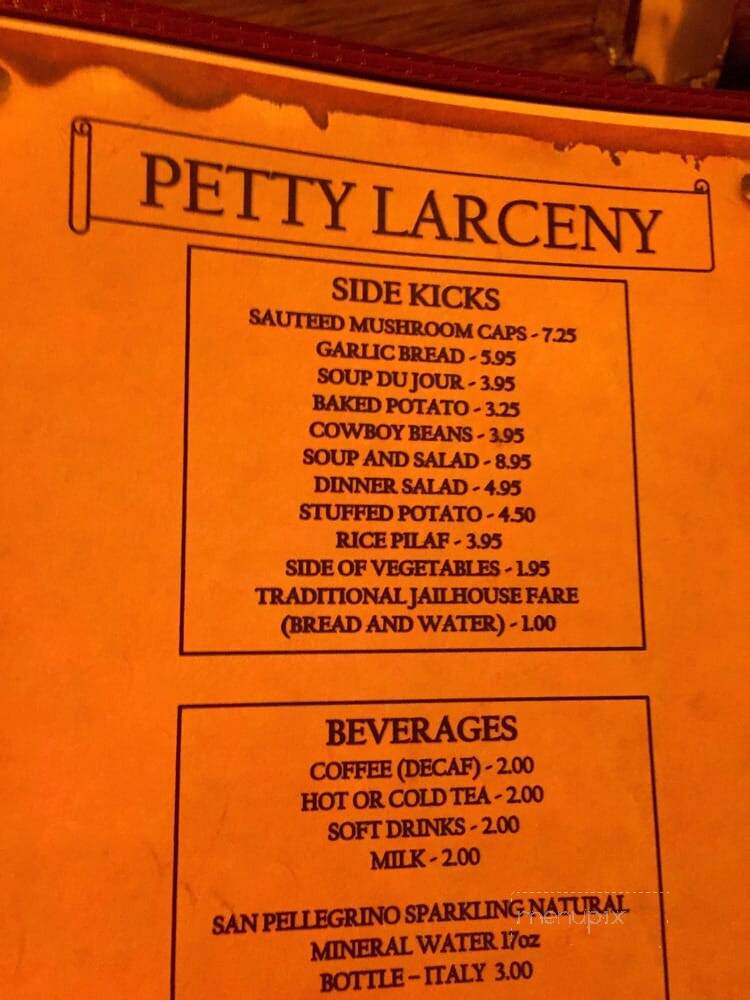 PETTY LARCENY
SIDE KICKS
SAUTEED MUSHROOM CAPS - 7.25
GARLIC BREAD - 5.95
SOUP DU JOUR - 3.95
BAKED POTATO - 3.25
COWBOY BEANS - 3.95
SOUP AND SALAD - 8.95
DINNER SALAD - 4.95
STUFFED POTATO - 4.50
RICE PILAF - 3.95
SIDE OF VEGETABLES - 1.95
TRADITIONAL JAILHOUSE FARE
(BREAD AND WATER) - 1.00
BEVERAGES
COFFEE (DECAF) - 2.00
HOT OR COLD TEA - 2.00
SOFT DRINKS - 2.00
MILK - 2.00
SAN PELLEGRINO SPARKLING NATURAL
menupix
MINERAL WATER 17oz
BOTTLE – ITALY 3.00